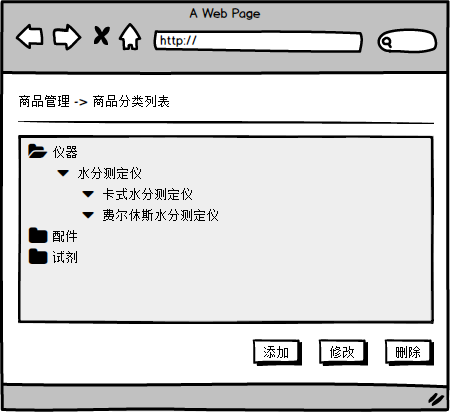 A Web Page
http://
商品管理 -> 商品分类列表
仪器
水分测定仪
卡式水分测定仪
费尔休斯水分测定仪
配件
试剂
添加 修改 删除